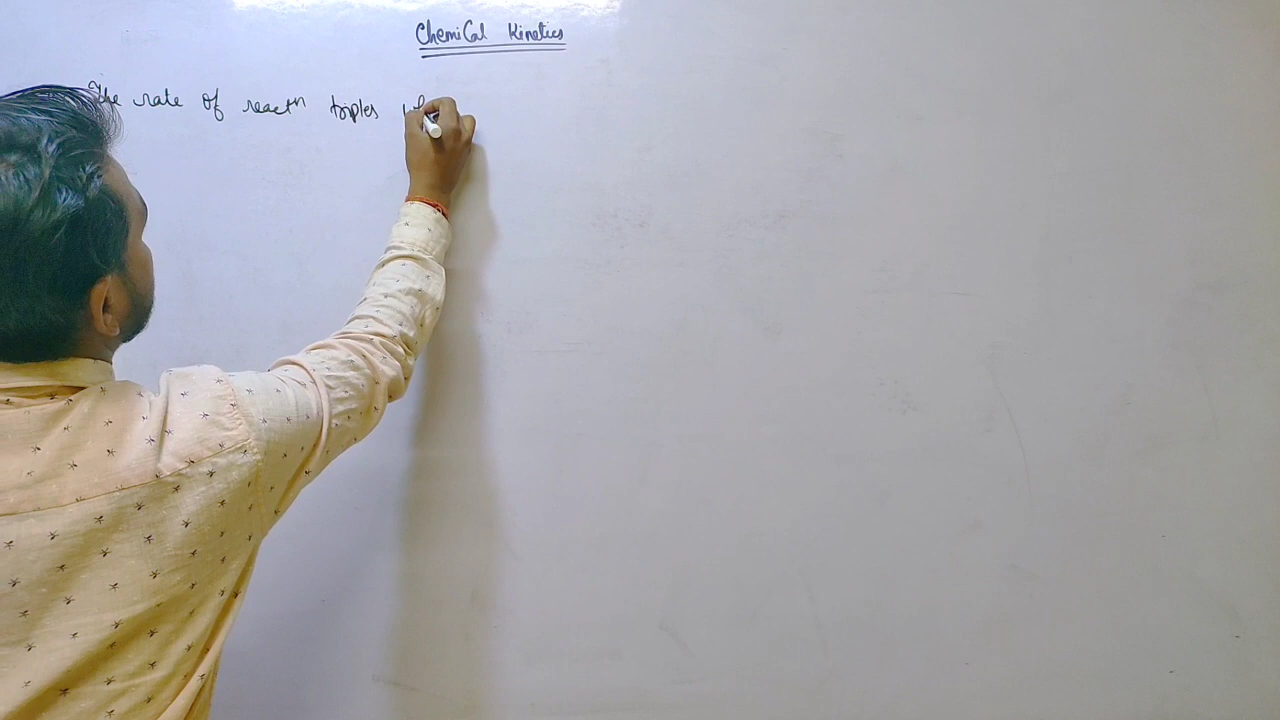 Chemical Kinetics
The rate of reactn triples